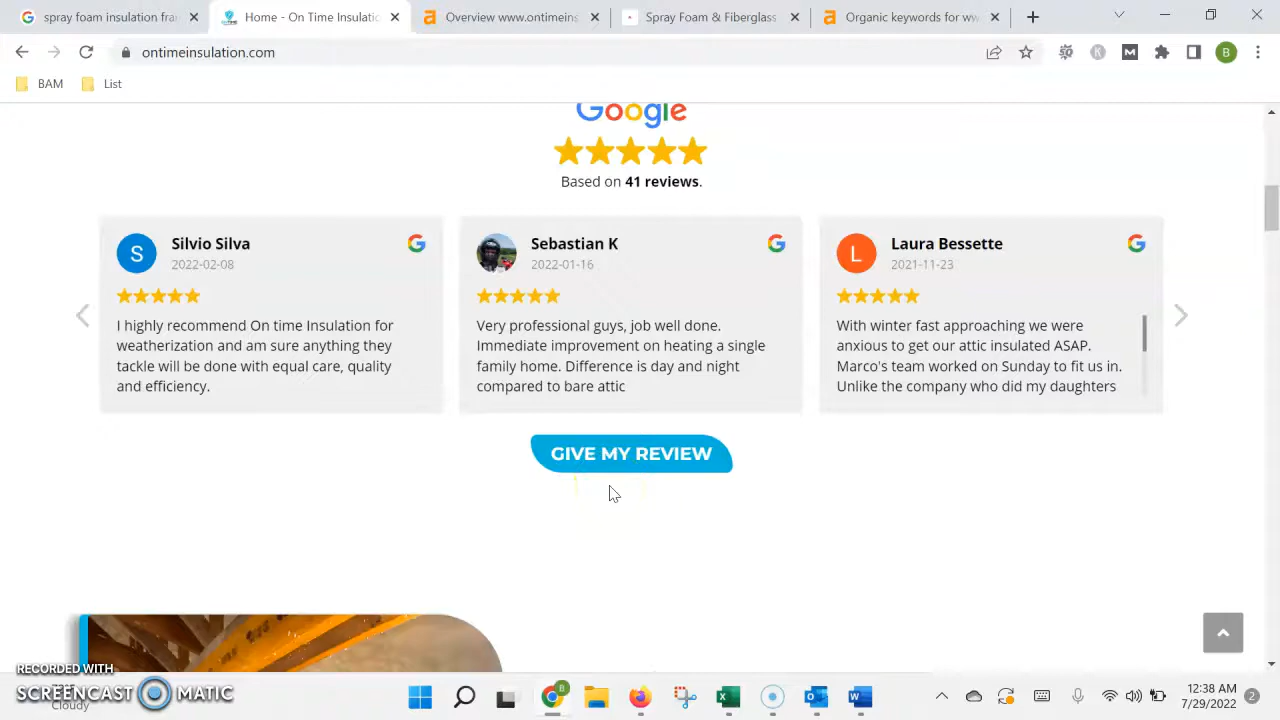 spray foam insulation fra
Home - On Time Insulatio
Overview www.ontimein
Spray Foam & Fiberglass
Organic keywords for ww
ontimeinsulation.com
BAM
List
Google
Based on 41 reviews.
S
Silvio Silva
2022-02-08
I highly recommend On time Insulation for
weatherization and am sure anything they
tackle will be done with equal care, quality
and efficiency.
Sebastian K
2022-01-16
Very professional guys, job well done.
Immediate improvement on heating a single
family home. Difference is day and night
compared to bare attic
L
Laura Bessette
2021-11-23
With winter fast approaching we were
anxious to get our attic insulated ASAP.
Marco's team worked on Sunday to fit us in.
Unlike the company who did my daughters
GIVE MY REVIEW
RECORDED WITH
SCREENCAST MATIC
Cloudy
12:38 AM
7/29/2022
2